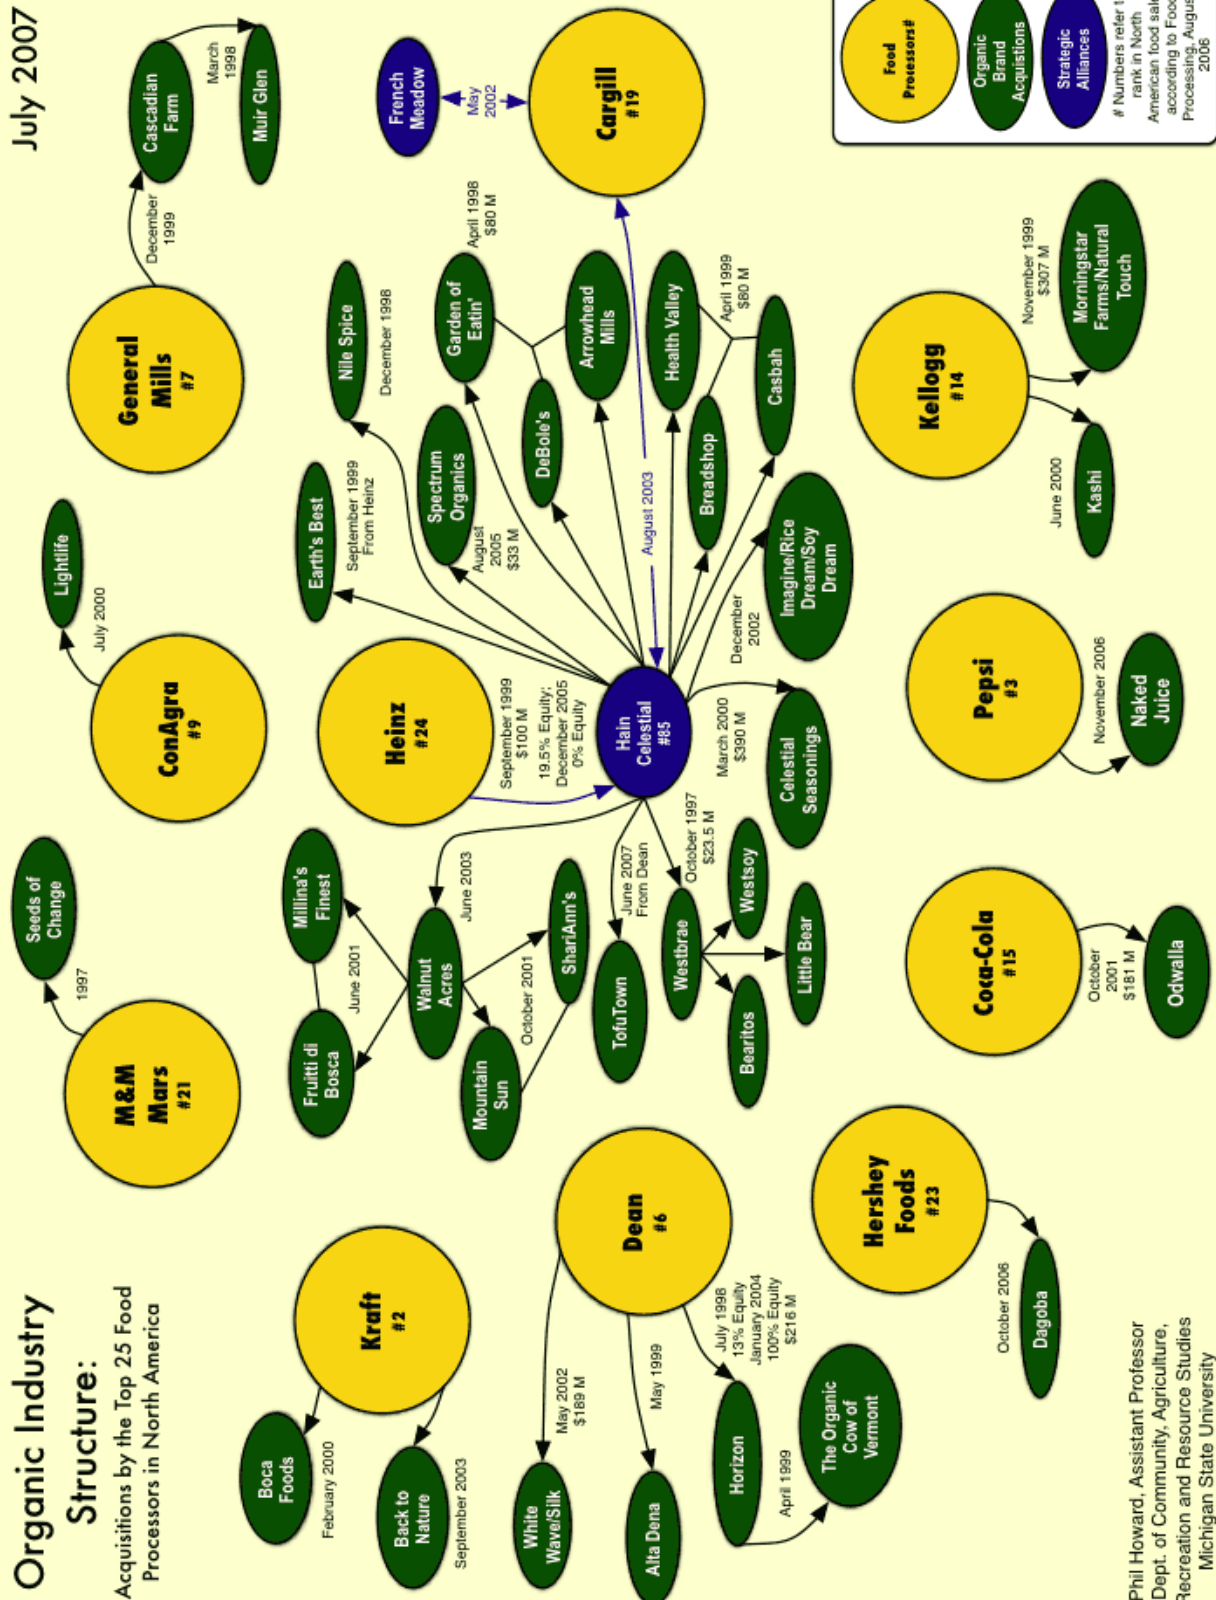 Organic Industry
Structure:
Acquisitions by the Top 25 Food
Processors in North America
July 2007
M&M
Mars
#21
1997
Seeds of
Change
ConAgra
#9
July 2000
Lightlife
General
Mills
#7
December
1999
Cascadian
Farm
March
1998
Muir Glen
Kraft
#2
Boca
Foods
February 2000
Back to
Nature
September 2003
Fruitti di
Bosca
June 2001
Millina's
Finest
Walnut
Acres
June 2003
Mountain
Sun
October 2001
ShariAnn's
Heinz
#24
September 1999
$100 M
19.5% Equity;
December 2005
0% Equity
Earth's Best
September 1999
From Heinz
Nile Spice
December 1998
Spectrum
Organics
August
2005
$33 M
Garden of
Eatin'
April 1998
$80 M
DeBole's
Arrowhead
Mills
French
Meadow
May
2002
Cargill
#19
August 2003
Hain
Celestial
#85
TofuTown
June 2007
From Dean
Westbrae
October 1997
$23.5 M
Bearitos
Westsoy
Little Bear
March 2000
$390 M
Celestial
Seasonings
December
2002
Imagine/Rice
Dream/Soy
Dream
Breadshop
Health Valley
April 1999
$80 M
Casbah
Dean
#6
White
Wave/Silk
May 2002
$189 M
Alta Dena
May 1999
Horizon
July 1998
13% Equity
January 2004
100% Equity
$216 M
April 1999
The Organic
Cow of
Vermont
Hershey
Foods
#23
October 2006
Dagoba
Coca-Cola
#15
October
2001
$181 M
Odwalla
Pepsi
#3
November 2006
Naked
Juice
Kellogg
#14
June 2000
Kashi
November 1999
$307 M
Morningstar
Farms/Natural
Touch
Food
Processors#
Organic
Brand
Acquistions
Strategic
Alliances
# Numbers refer
rank in North
American food
according to
Processing,
2006
Phil Howard, Assistant Professor
Dept. of Community, Agriculture,
Recreation and Resource Studies
Michigan State University